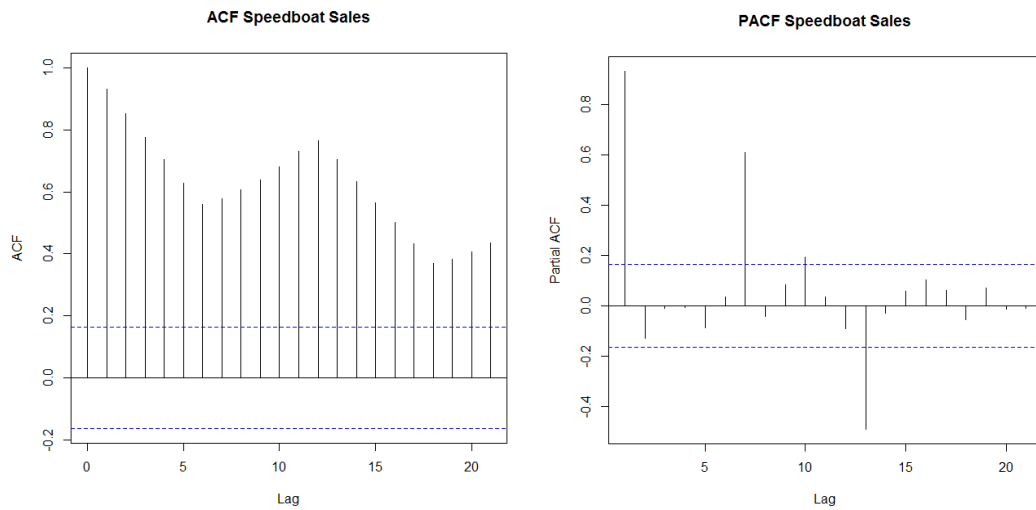 ACF Speedboat Sales
ACF
1.0
0.8
0.6
0.4
0.2
0.0
-0.2
0 5 10 15 20
Lag
PACF Speedboat Sales
Partial ACF
0.8
0.6
0.4
0.2
0.0
-0.2
-0.4
5 10 15 20
Lag